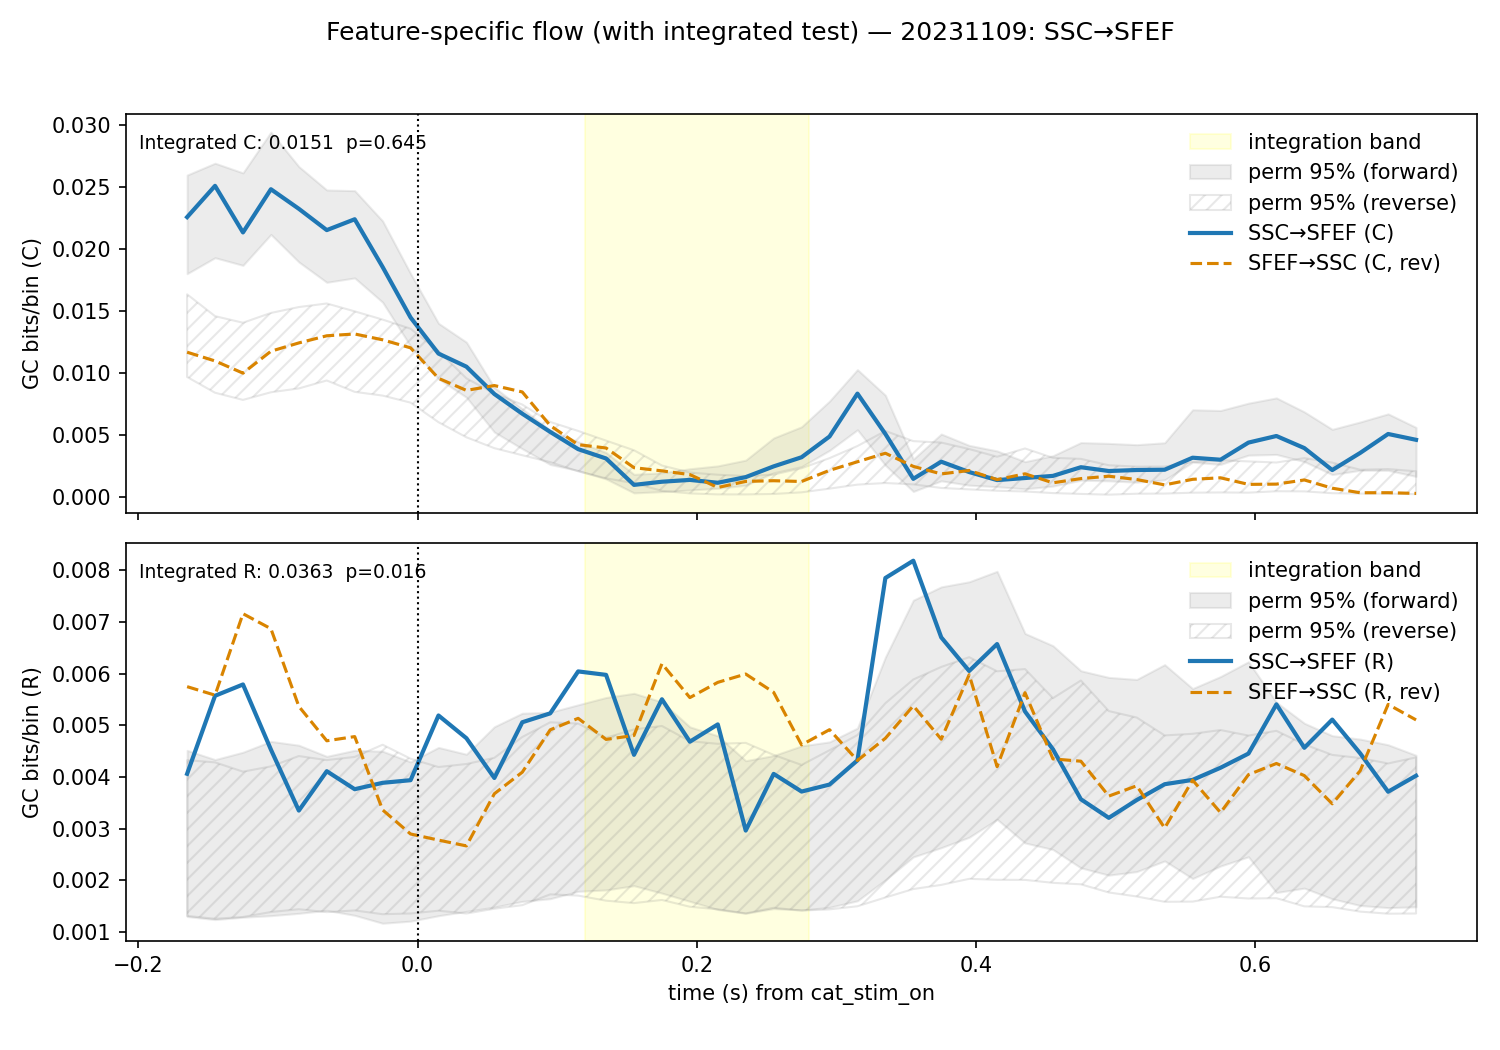 Feature-specific flow (with integrated test) — 20231109: SSC→SFEF
Integrated C: 0.0151  p=0.645
integration band
perm 95% (forward)
perm 95% (reverse)
SSC→SFEF (C)
SFEF→SSC (C, rev)
GC bits/bin (C)
0.030
0.025
0.020
0.015
0.010
0.005
0.000
Integrated R: 0.0363  p=0.016
integration band
perm 95% (forward)
perm 95% (reverse)
SSC→SFEF (R)
SFEF→SSC (R, rev)
GC bits/bin (R)
0.008
0.007
0.006
0.005
0.004
0.003
0.002
0.001
−0.2 0.0 0.2 0.4 0.6
time (s) from cat_stim_on